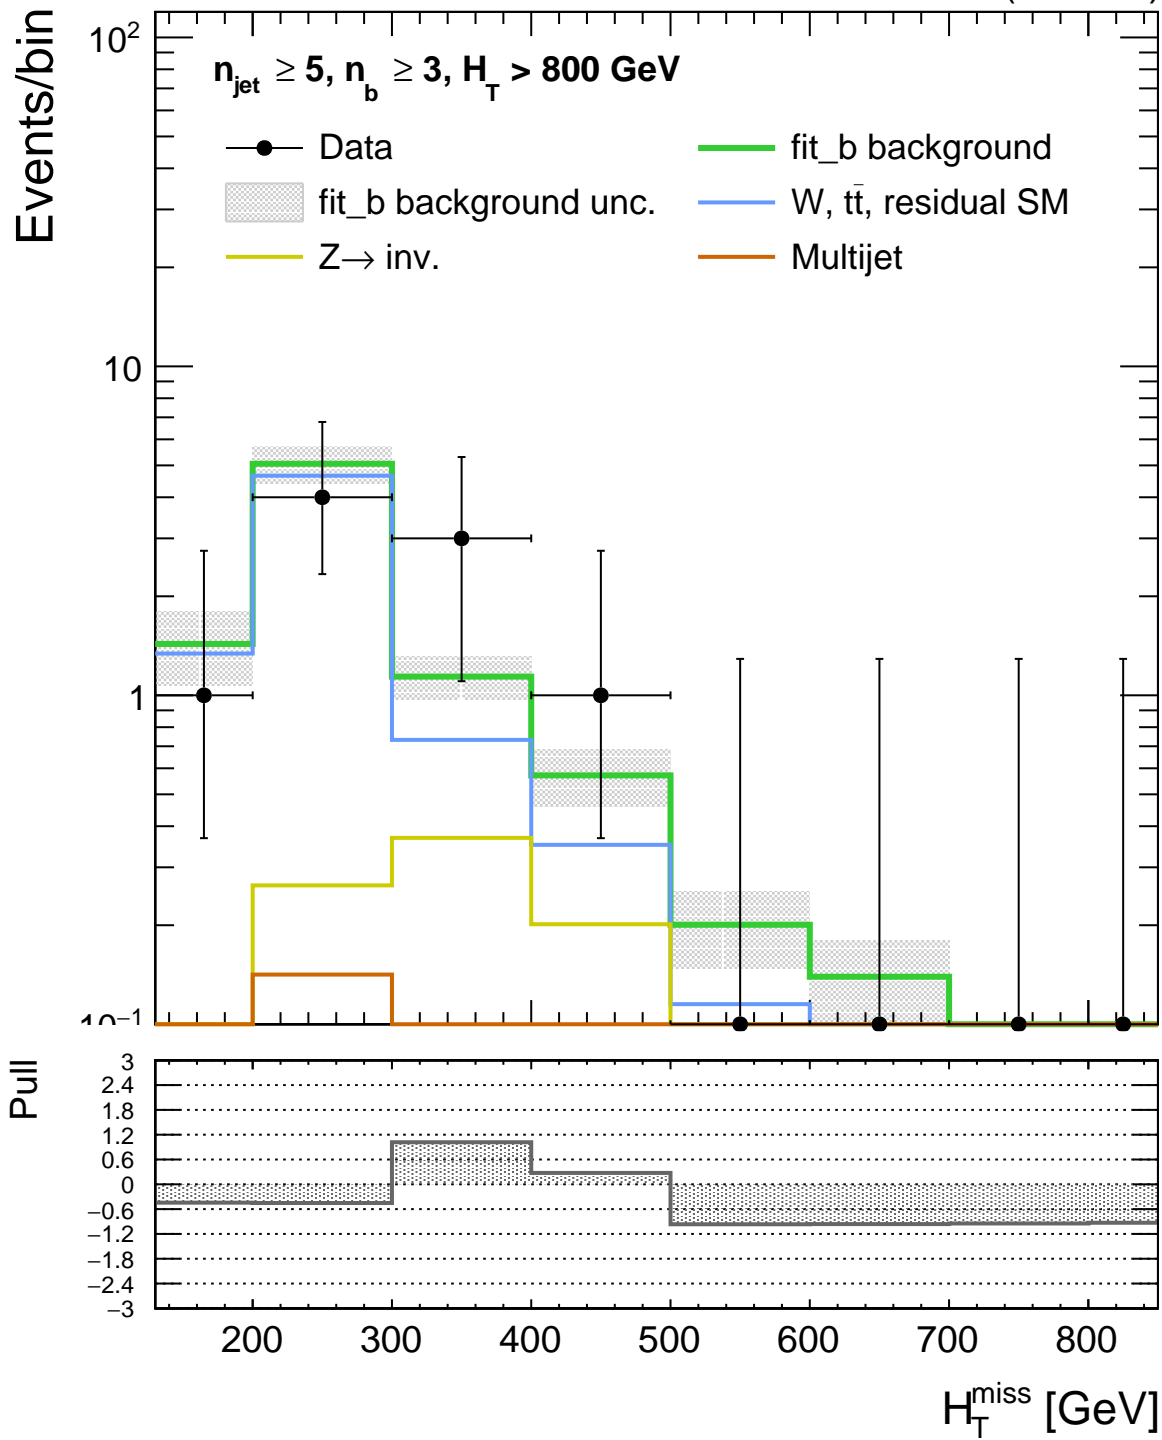 Events/bin
10²
n_jet ≥ 5, n_b ≥ 3, H_T > 800 GeV
Data
fit_b background
fit_b background unc.
W, tt̄, residual SM
Z→ inv.
Multijet
10
1
10⁻¹
Pull
3
2.4
1.8
1.2
0.6
0
−0.6
−1.2
−1.8
−2.4
−3
200 300 400 500 600 700 800
H_T^miss [GeV]